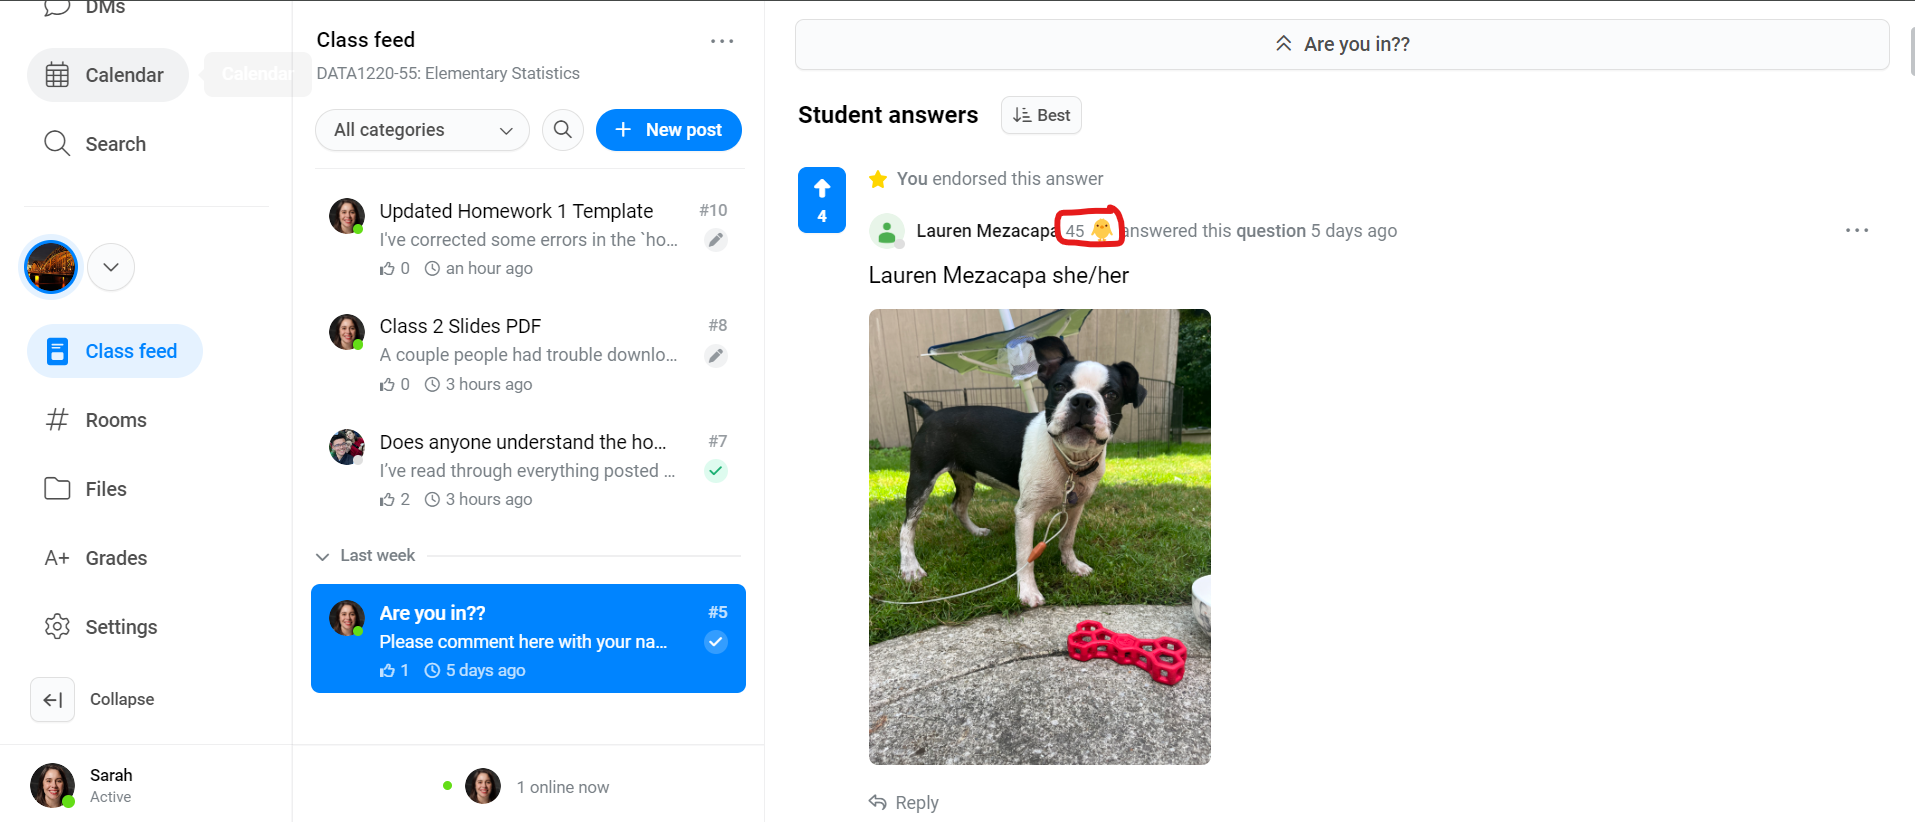 DMs
Calendar
Calendar
Search
Class feed
Rooms
Files
A+ Grades
Settings
Collapse
Sarah
Active
Class feed
DATA1220-55: Elementary Statistics
All categories
New post
Updated Homework 1 Template #10
I've corrected some errors in the `ho...
0 an hour ago
Class 2 Slides PDF #8
A couple people had trouble downlo...
0 3 hours ago
Does anyone understand the ho... #7
I've read through everything posted ...
2 3 hours ago
Last week
Are you in?? #5
Please comment here with your na...
1 5 days ago
1 online now
Are you in??
Student answers Best
4
You endorsed this answer
Lauren Mezacapa 45 answered this question 5 days ago
Lauren Mezacapa she/her
Reply